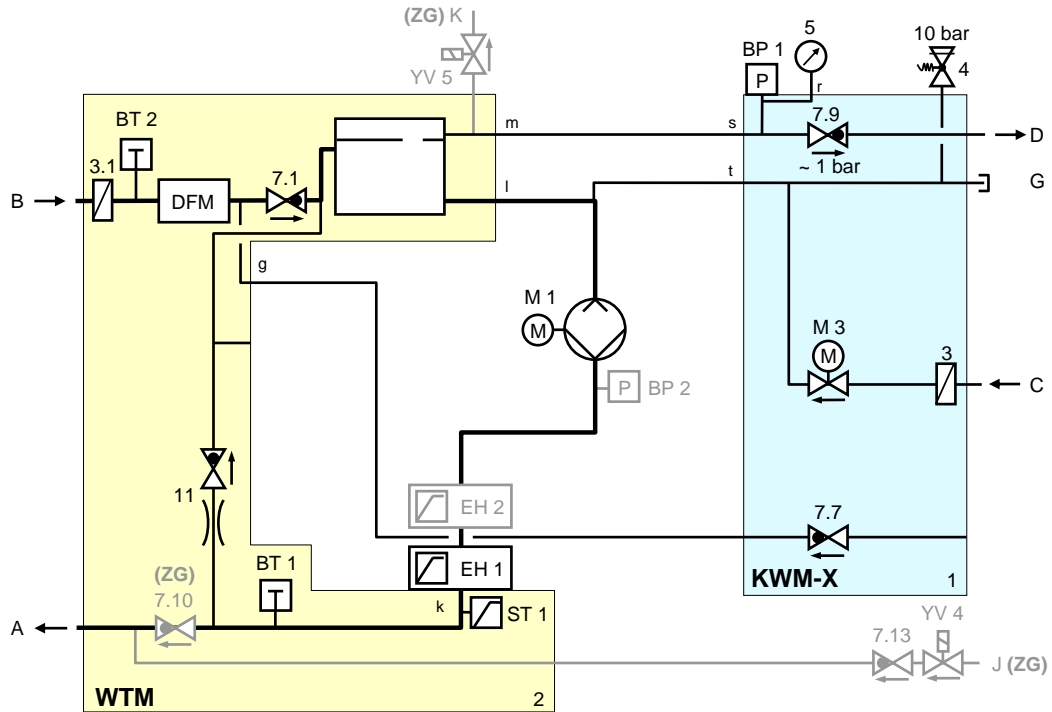 (ZG) K
YV 5
5
10 bar
BP 1
P
r
4
BT 2
3.1
7.1
m
s
7.9
D
~ 1 bar
B
DFM
l
t
G
g
M 1
M
M 3
M
3
C
P BP 2
11
EH 2
7.7
BT 1
EH 1
KWM-X
1
(ZG)
7.10
k
ST 1
YV 4
A
7.13
J (ZG)
WTM
2